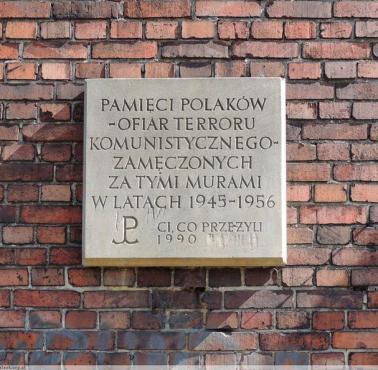 PAMIĘCI POLAKÓW
-OFIAR TERRORU
KOMUNISTYCZNEGO-
ZAMĘCZONYCH
ZA TYMI MURAMI
W LATACH 1945-1956
CI, CO PRZEŻYLI
1990